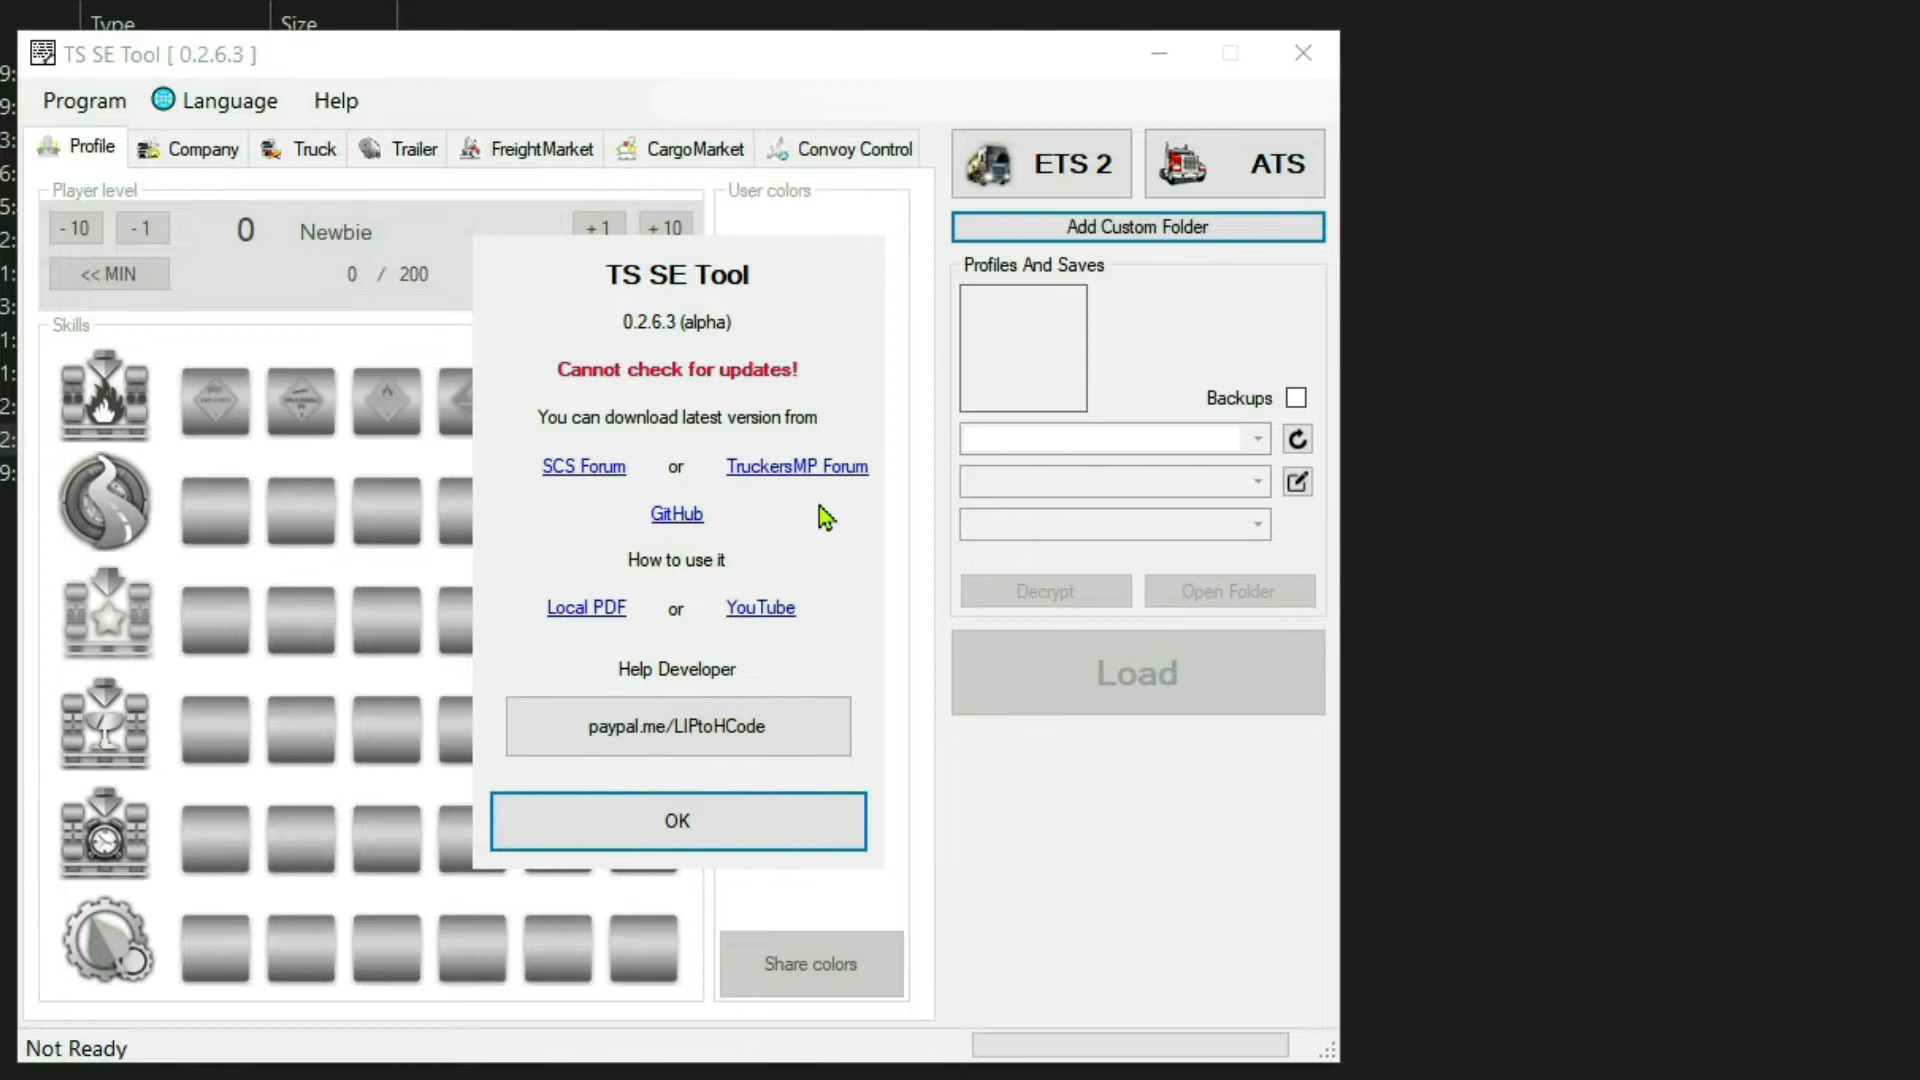 Type Size
TS SE Tool [ 0.2.6.3 ]
Program Language Help
Profile Company Truck Trailer FreightMarket CargoMarket Convoy Control
ETS 2 ATS
Add Custom Folder
Player level
- 10 - 1 0 Newbie + 1 + 10
<< MIN 0 / 200
User colors
Skills
TS SE Tool
0.2.6.3 (alpha)
Cannot check for updates!
You can download latest version from
SCS Forum or TruckersMP Forum
GitHub
How to use it
Local PDF or YouTube
Help Developer
paypal.me/LIPtoHCode
OK
Share colors
Profiles And Saves
Backups
Decrypt Open Folder
Load
Not Ready